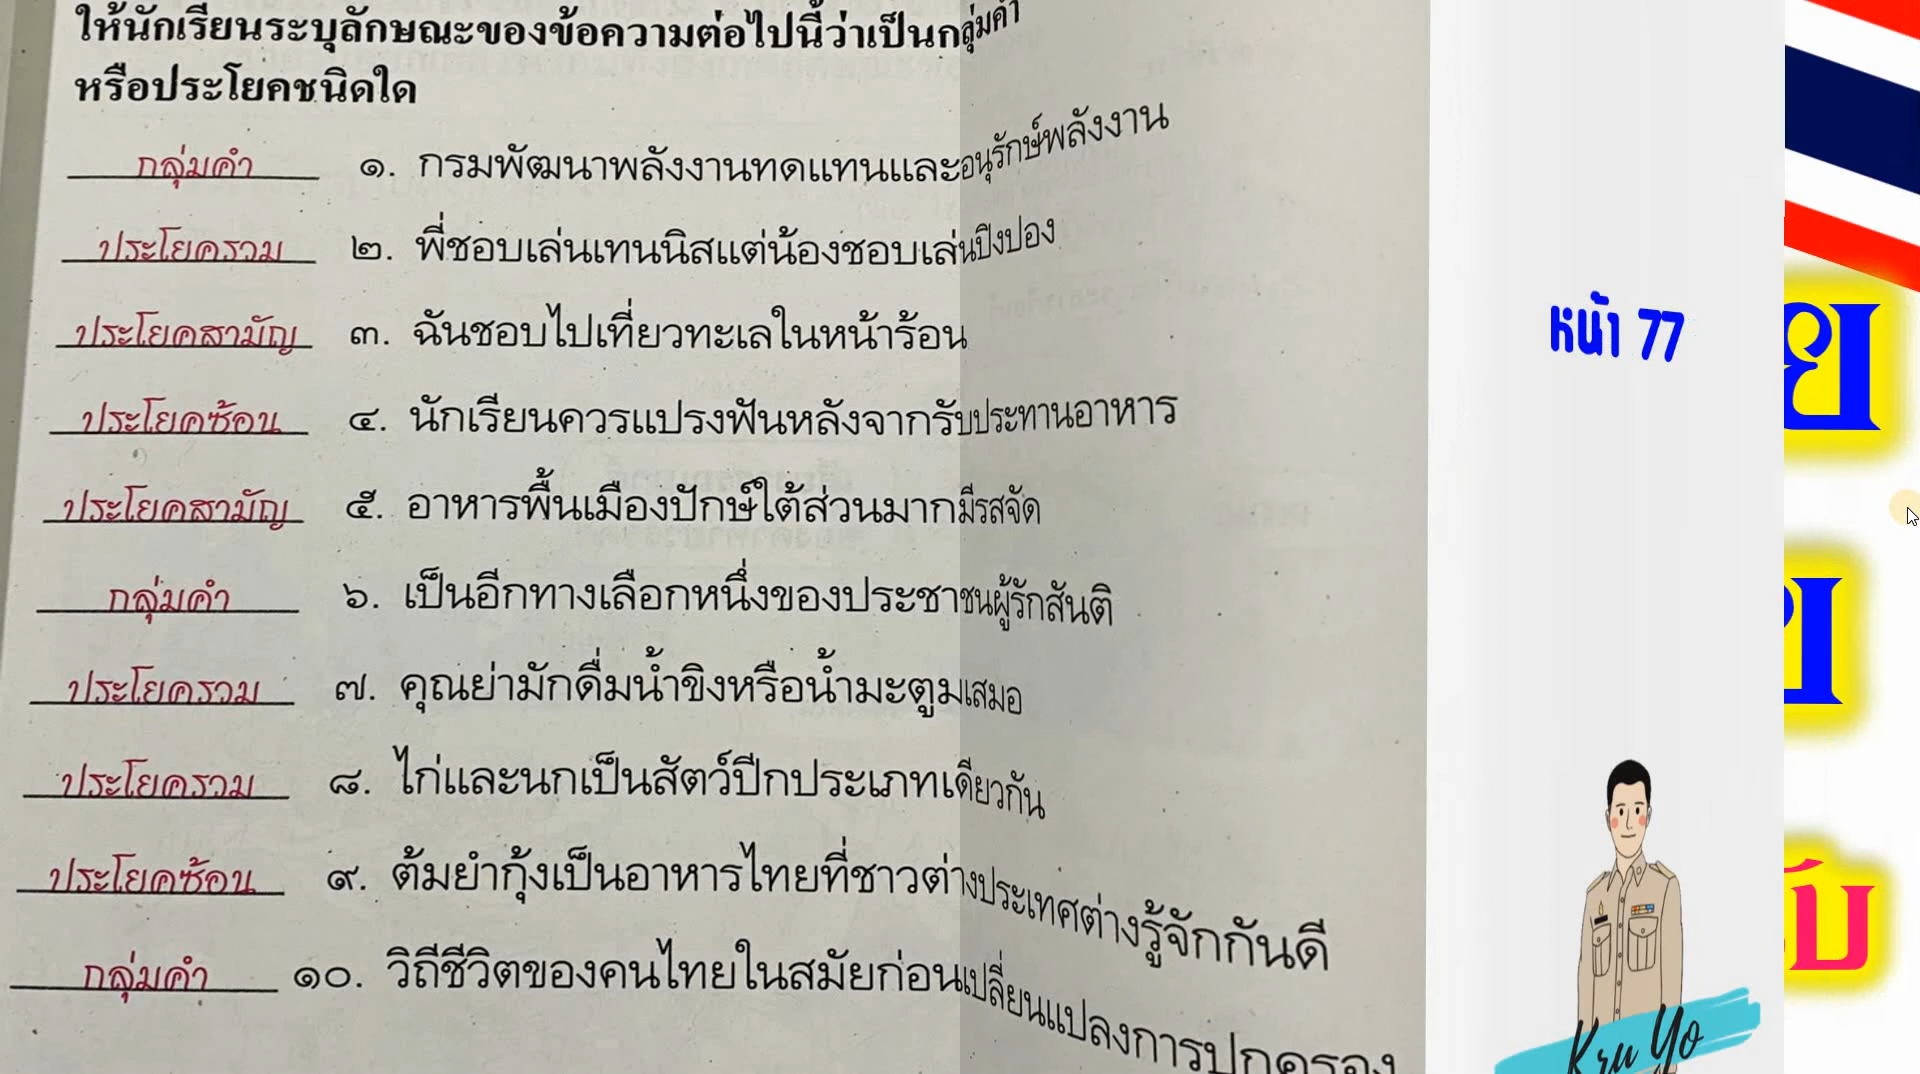 ให้นักเรียนระบุลักษณะของข้อความต่อไปนี้ว่าเป็นกลุ่มคำ
หรือประโยคชนิดใด
กลุ่มคำ ๑. กรมพัฒนาพลังงานทดแทนและอนุรักษ์พลังงาน
ประโยครวม ๒. พี่ชอบเล่นเทนนิสแต่น้องชอบเล่นปิงปอง
ประโยคสามัญ ๓. ฉันชอบไปเที่ยวทะเลในหน้าร้อน
ประโยคซ้อน ๔. นักเรียนควรแปรงฟันหลังจากรับประทานอาหาร
ประโยคสามัญ ๕. อาหารพื้นเมืองปักษ์ใต้ส่วนมากมีรสจัด
กลุ่มคำ ๖. เป็นอีกทางเลือกหนึ่งของประชาชนผู้รักสันติ
ประโยครวม ๗. คุณย่ามักดื่มน้ำขิงหรือน้ำมะตูมเสมอ
ประโยครวม ๘. ไก่และนกเป็นสัตว์ปีกประเภทเดียวกัน
ประโยคซ้อน ๙. ต้มยำกุ้งเป็นอาหารไทยที่ชาวต่างประเทศต่างรู้จักกันดี
กลุ่มคำ ๑๐. วิถีชีวิตของคนไทยในสมัยก่อนเปลี่ยนแปลงการปกครอง
หน้า 77
Kru Yo